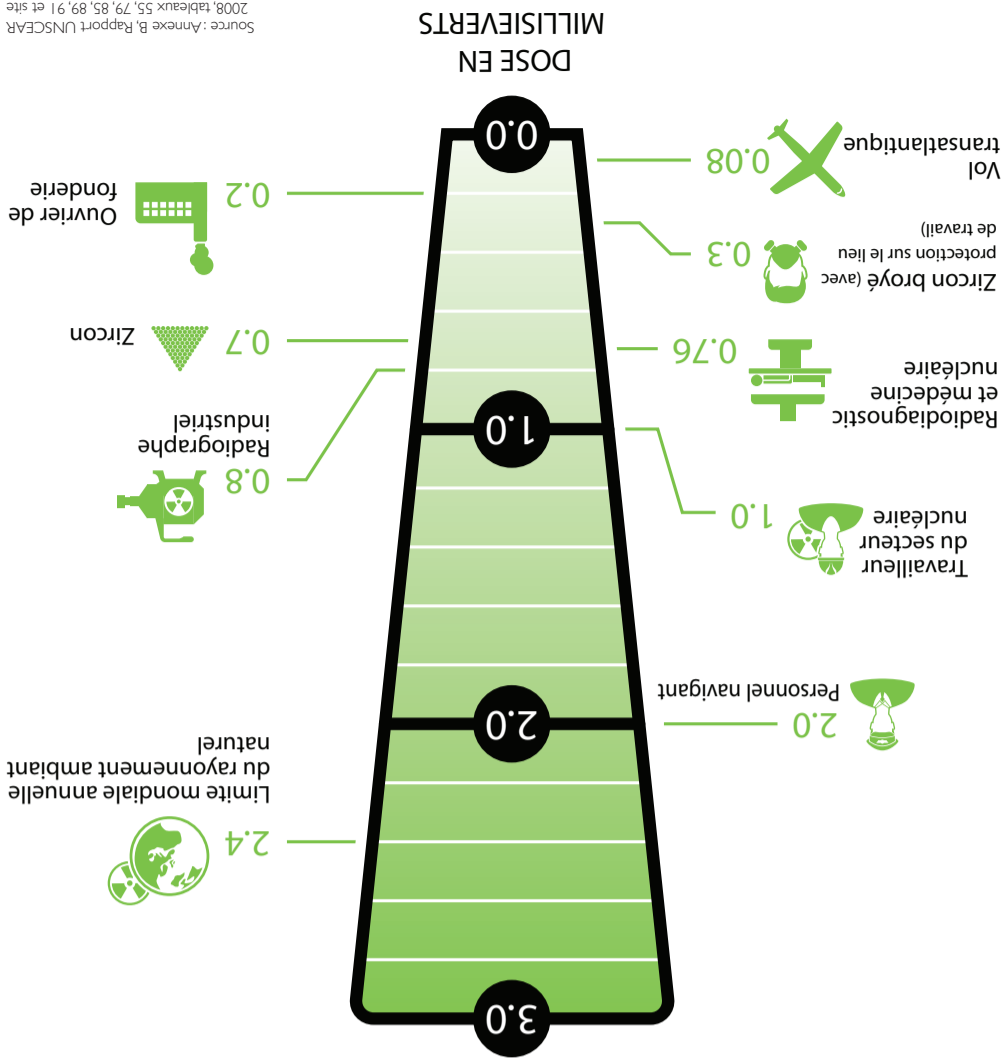 3.0
2.4
Limite mondiale annuelle
du rayonnement ambiant
naturel
2.0
Personnel navigant
2.0
Travailleur
du secteur
nucléaire
1.0
0.8
Radiographe
industriel
1.0
Radiodiagnostic
et médecine
nucléaire
0.76
0.7
Zircon
Zircon broyé (avec
protection sur le lieu
de travail)
0.3
0.2
Ouvrier de
fonderie
Vol
transatlantique
0.08
0.0
DOSE EN
MILLISIEVERTS
Source : Annexe B, Rapport UNSCEAR
2008, tableaux 55, 79, 85, 89, 91 et site